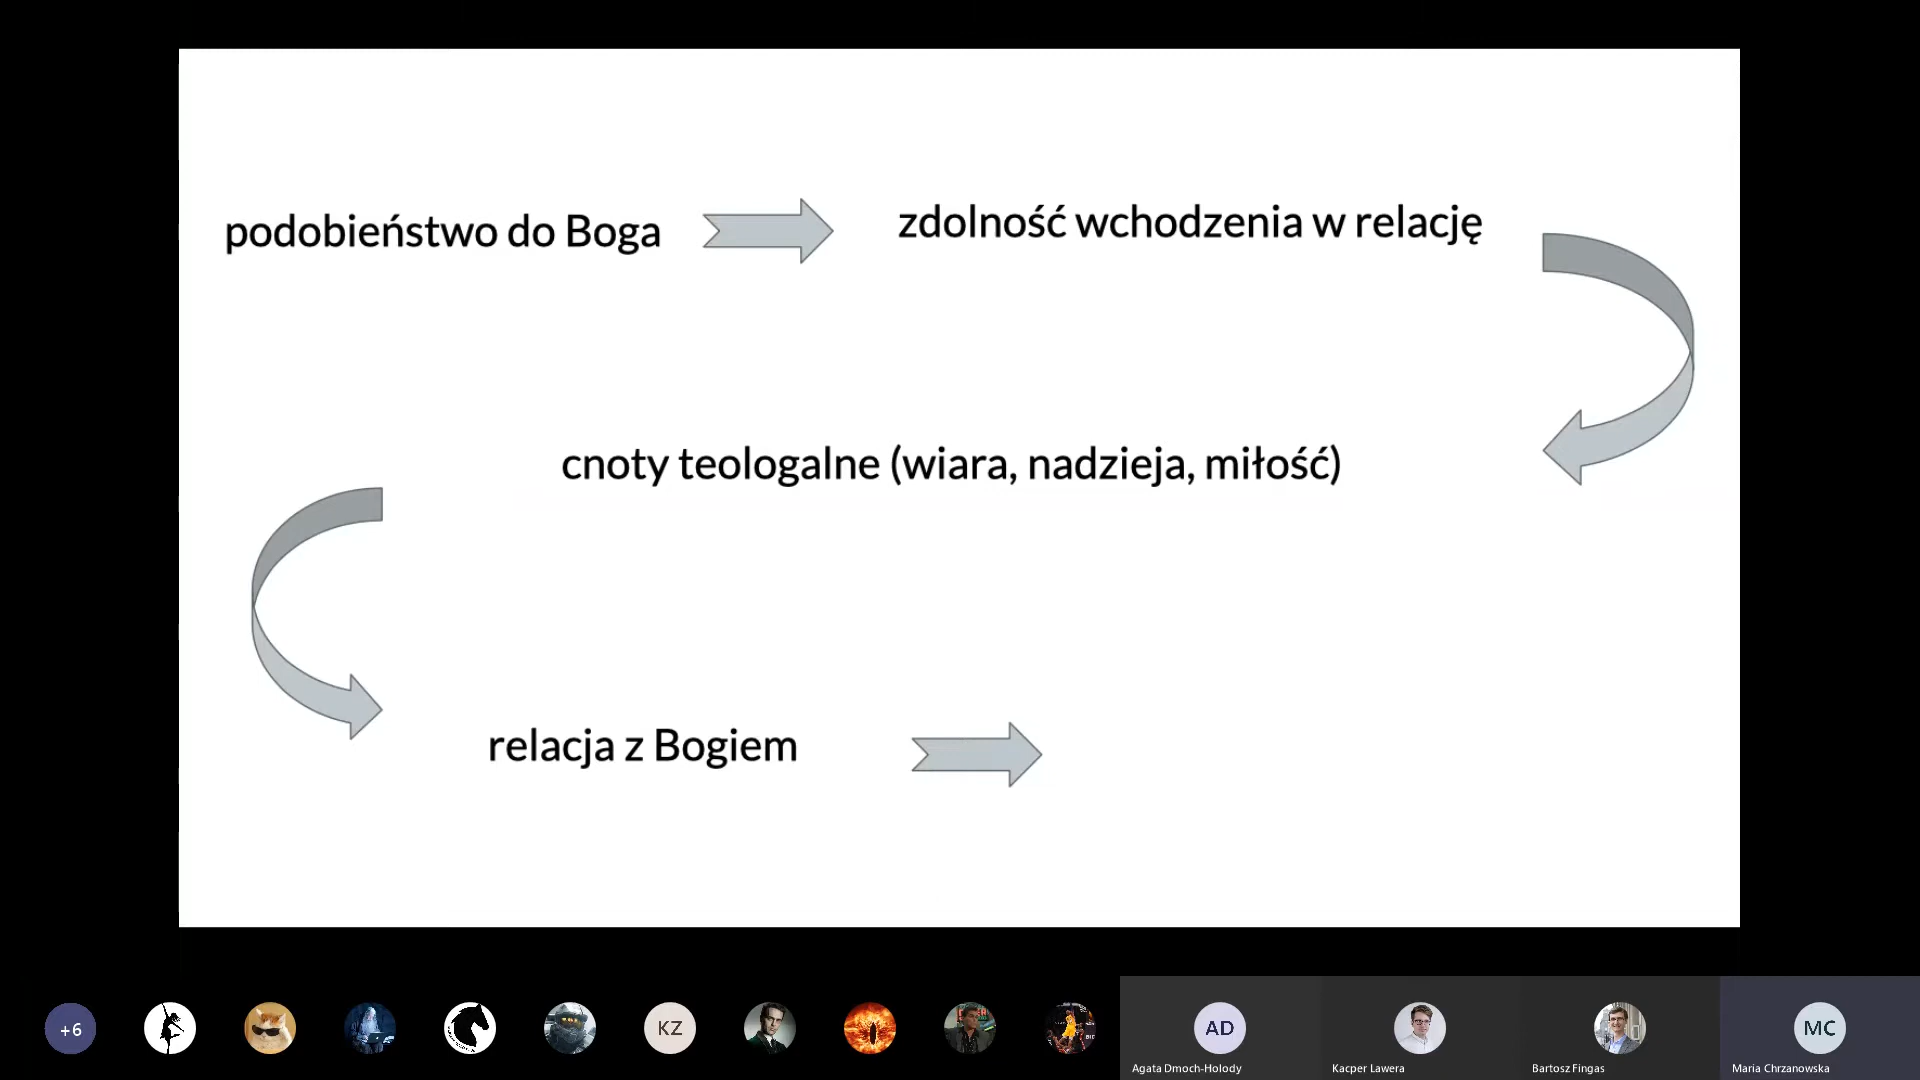 podobieństwo do Boga
zdolność wchodzenia w relację
cnoty teologalne (wiara, nadzieja, miłość)
relacja z Bogiem
+6
KZ
AD
MC
Agata Dmoch-Holody
Kacper Lawera
Bartosz Fingas
Maria Chrzanowska